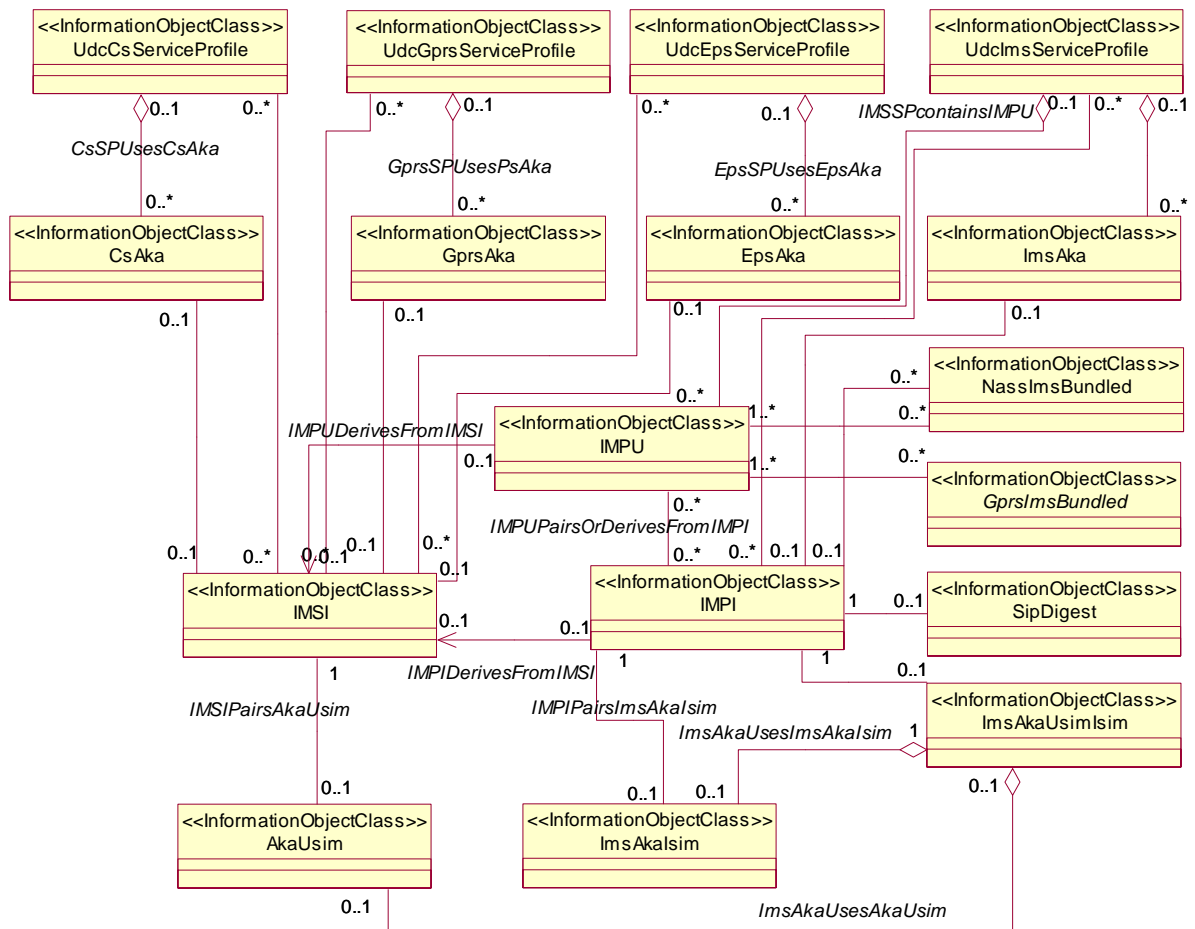 <<InformationObjectClass>>
UdcCsServiceProfile
<<InformationObjectClass>>
UdcGprsServiceProfile
<<InformationObjectClass>>
UdcEpsServiceProfile
<<InformationObjectClass>>
UdcImsServiceProfile
0..1
0..*
0..*
0..1
0..*
0..1
IMSSPcontainsIMPU
0..1
0..*
0..1
CsSPUsesCsAka
GprsSPUsesPsAka
EpsSPUsesEpsAka
0..*
0..*
0..*
0..*
<<InformationObjectClass>>
CsAka
<<InformationObjectClass>>
GprsAka
<<InformationObjectClass>>
EpsAka
<<InformationObjectClass>>
ImsAka
0..1
0..1
0..1
0..1
<<InformationObjectClass>>
NassImsBundled
0..*
0..*
0..*
1..*
<<InformationObjectClass>>
IMPU
IMPUDerivesFromIMSI
0..1
1..*
0..*
<<InformationObjectClass>>
GprsImsBundled
0..*
IMPUPairsOrDerivesFromIMPI
0..1
0..*
0..*
0..1
0..1
0..*
0..1
0..*
0..*
0..1
0..1
<<InformationObjectClass>>
IMSI
<<InformationObjectClass>>
IMPI
<<InformationObjectClass>>
SipDigest
1
0..1
0..1
0..1
IMPIDerivesFromIMSI
1
1
1
0..1
IMSIPairsAkaUsim
IMPIPairsImsAkaIsim
<<InformationObjectClass>>
ImsAkaUsimIsim
ImsAkaUsesImsAkaIsim
1
0..1
0..1
0..1
0..1
<<InformationObjectClass>>
AkaUsim
<<InformationObjectClass>>
ImsAkaIsim
0..1
ImsAkaUsesAkaUsim